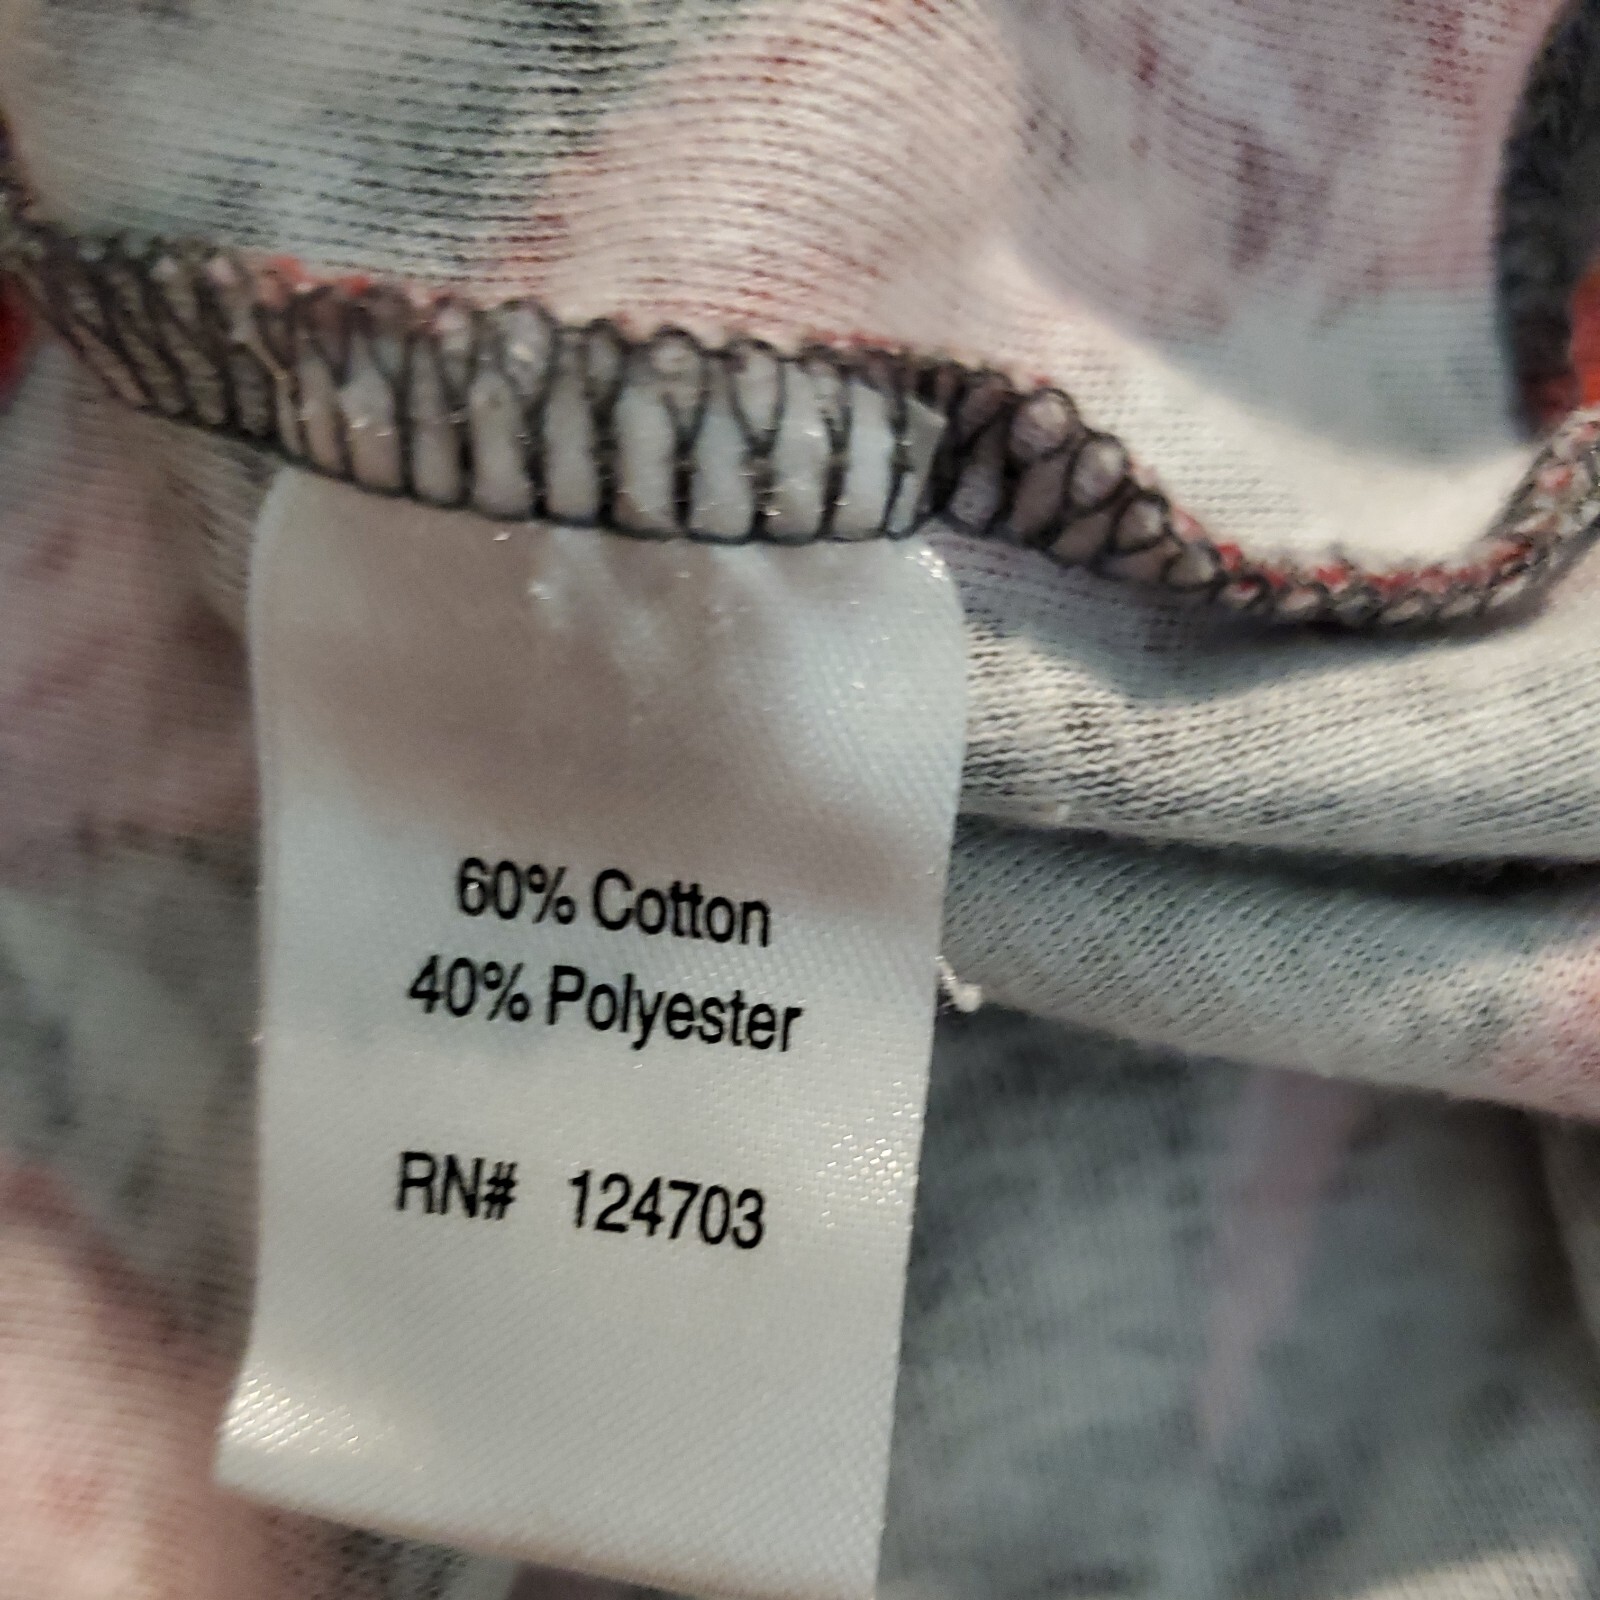 60% Cotton
40% Polyester
RN# 124703